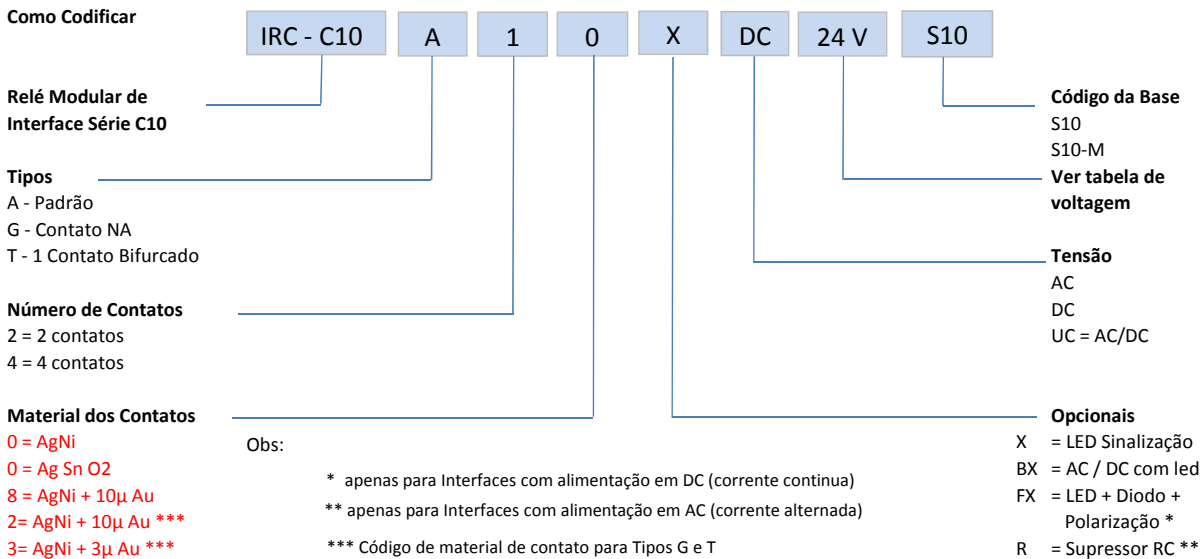 Como Codificar
IRC - C10 A 1 0 X DC 24 V S10
Relé Modular de
Interface Série C10
Tipos
A - Padrão
G - Contato NA
T - 1 Contato Bifurcado
Número de Contatos
2 = 2 contatos
4 = 4 contatos
Material dos Contatos
0 = AgNi
0 = Ag Sn O2
8 = AgNi + 10µ Au
2= AgNi + 10µ Au ***
3= AgNi + 3µ Au ***
Obs:
* apenas para Interfaces com alimentação em DC (corrente continua)
** apenas para Interfaces com alimentação em AC (corrente alternada)
*** Código de material de contato para Tipos G e T
Código da Base
S10
S10-M
Ver tabela de
voltagem
Tensão
AC
DC
UC = AC/DC
Opcionais
X = LED Sinalização
BX = AC / DC com led
FX = LED + Diodo +
Polarização *
R = Supressor RC **